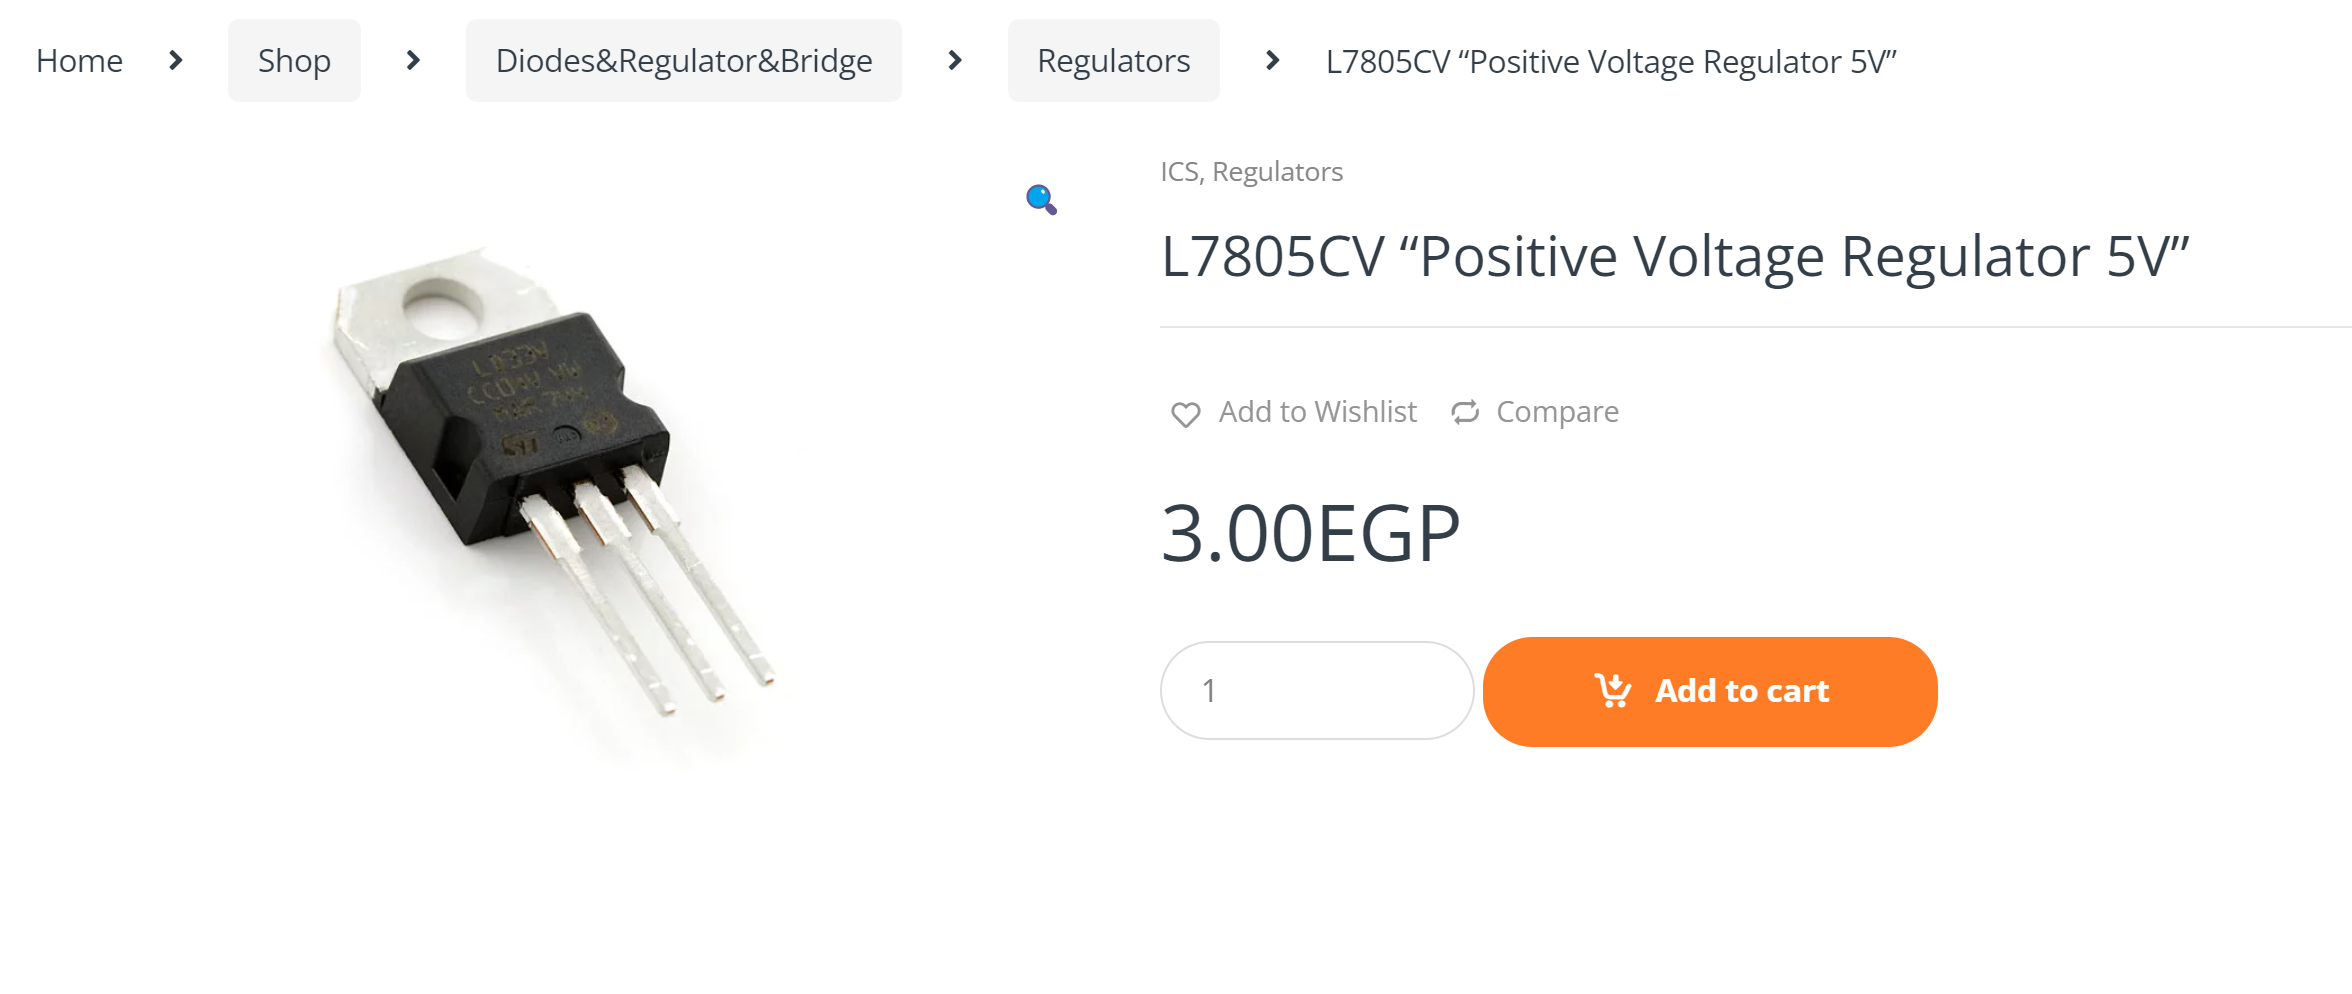 Home > Shop > Diodes&Regulator&Bridge > Regulators > L7805CV “Positive Voltage Regulator 5V”
ICS, Regulators
L7805CV “Positive Voltage Regulator 5V”
Add to Wishlist Compare
3.00EGP
1 Add to cart
ST